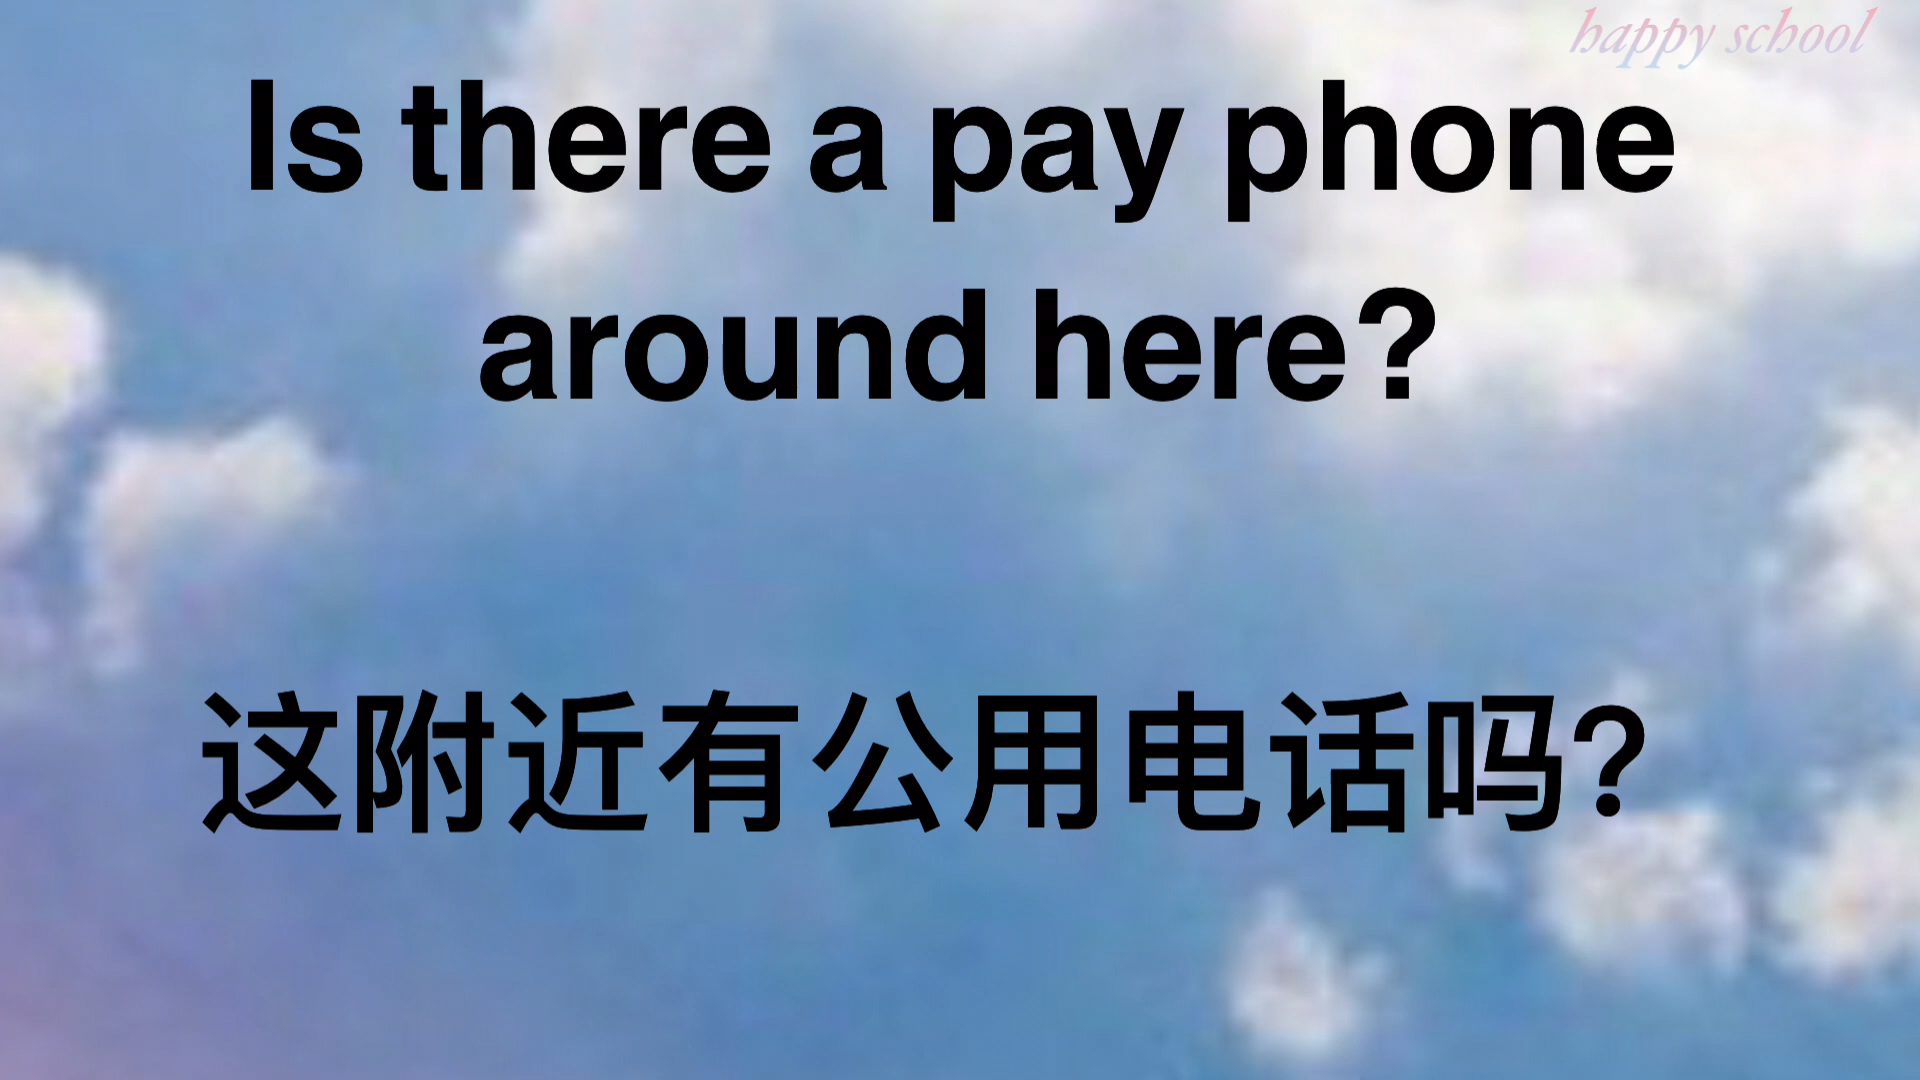 happy school
Is there a pay phone
around here?
这附近有公用电话吗?